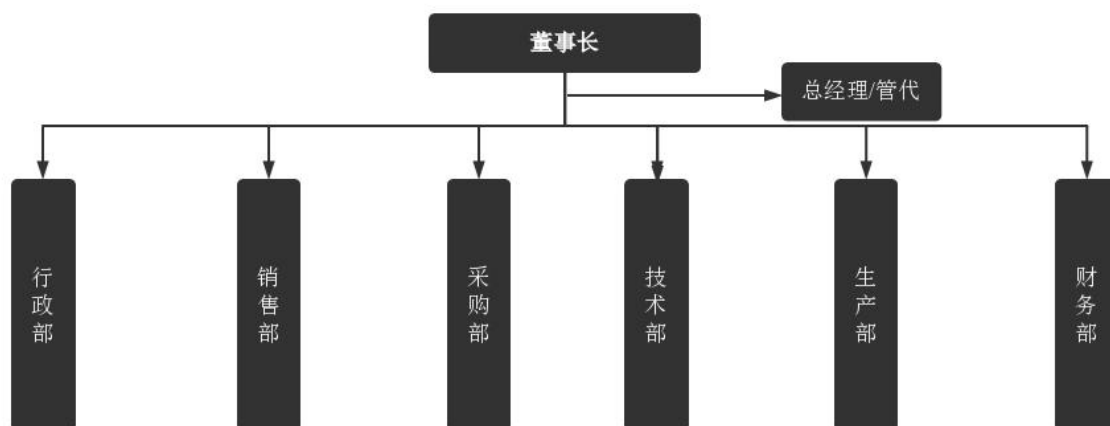 董事长
总经理/管代
行政部
销售部
采购部
技术部
生产部
财务部